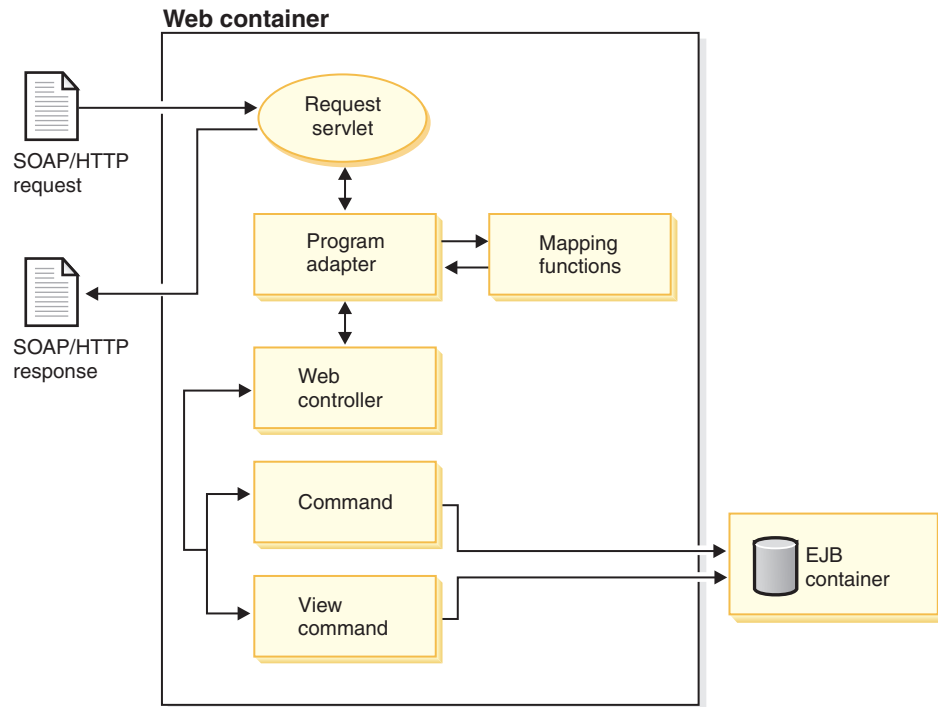 Web container
Request
servlet
SOAP/HTTP
request
Program
adapter
Mapping
functions
SOAP/HTTP
response
Web
controller
Command
EJB
container
View
command